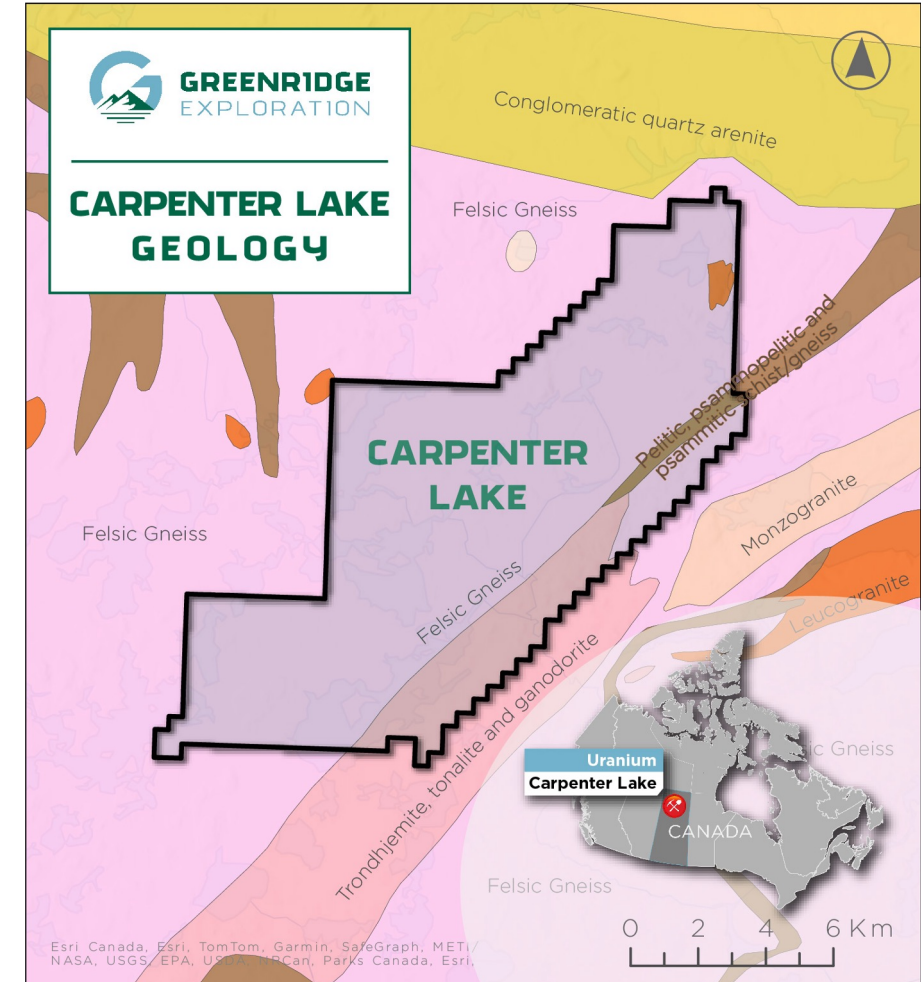 GREENRIDGE
EXPLORATION
CARPENTER LAKE
GEOLOGY
Conglomeratic quartz arenite
Felsic Gneiss
Pelitic, psammopelitic and
psammitic schist/gneiss
CARPENTER
LAKE
Monzogranite
Felsic Gneiss
Felsic Gneiss
Leucogranite
Trondhjemite, tonalite and ganodorite
ic Gneiss
Uranium
Carpenter Lake
CANADA
Felsic Gneiss
0 2 4 6 Km
Esri Canada, Esri, TomTom, Garmin, SafeGraph, METI/
NASA, USGS, EPA, USDA, NRCan, Parks Canada, Esri,